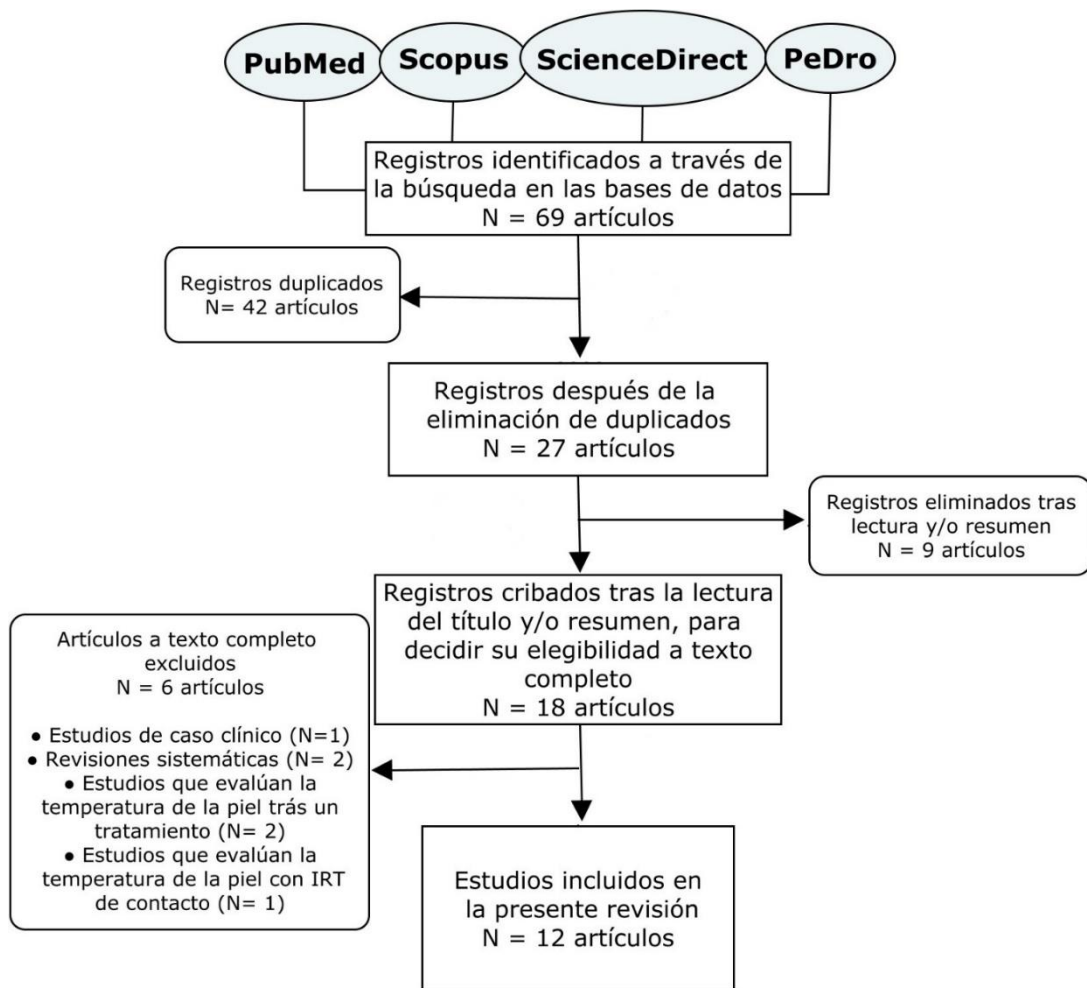 PubMed
Scopus
ScienceDirect
PeDro
Registros identificados a través de
la búsqueda en las bases de datos
N = 69 artículos
Registros duplicados
N= 42 artículos
Registros después de la
eliminación de duplicados
N = 27 artículos
Registros eliminados tras
lectura y/o resumen
N = 9 artículos
Registros cribados tras la lectura
del título y/o resumen, para
decidir su elegibilidad a texto
completo
N = 18 artículos
Artículos a texto completo
excluidos
N = 6 artículos
● Estudios de caso clínico (N=1)
● Revisiones sistemáticas (N= 2)
● Estudios que evalúan la
temperatura de la piel trás un
tratamiento (N= 2)
● Estudios que evalúan la
temperatura de la piel con IRT
de contacto (N= 1)
Estudios incluidos en
la presente revisión
N = 12 artículos